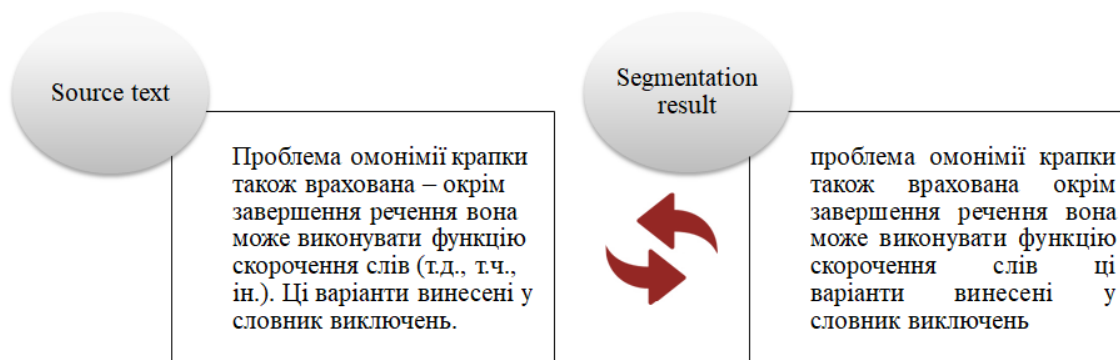 Source text
Проблема омонімії крапки
також врахована – окрім
завершення речення вона
може виконувати функцію
скорочення слів (т.д., т.ч.,
ін.). Ці варіанти винесені у
словник виключень.
Segmentation
result
проблема омонімії крапки
також врахована окрім
завершення речення вона
може виконувати функцію
скорочення слів ці
варіанти винесені у
словник виключень